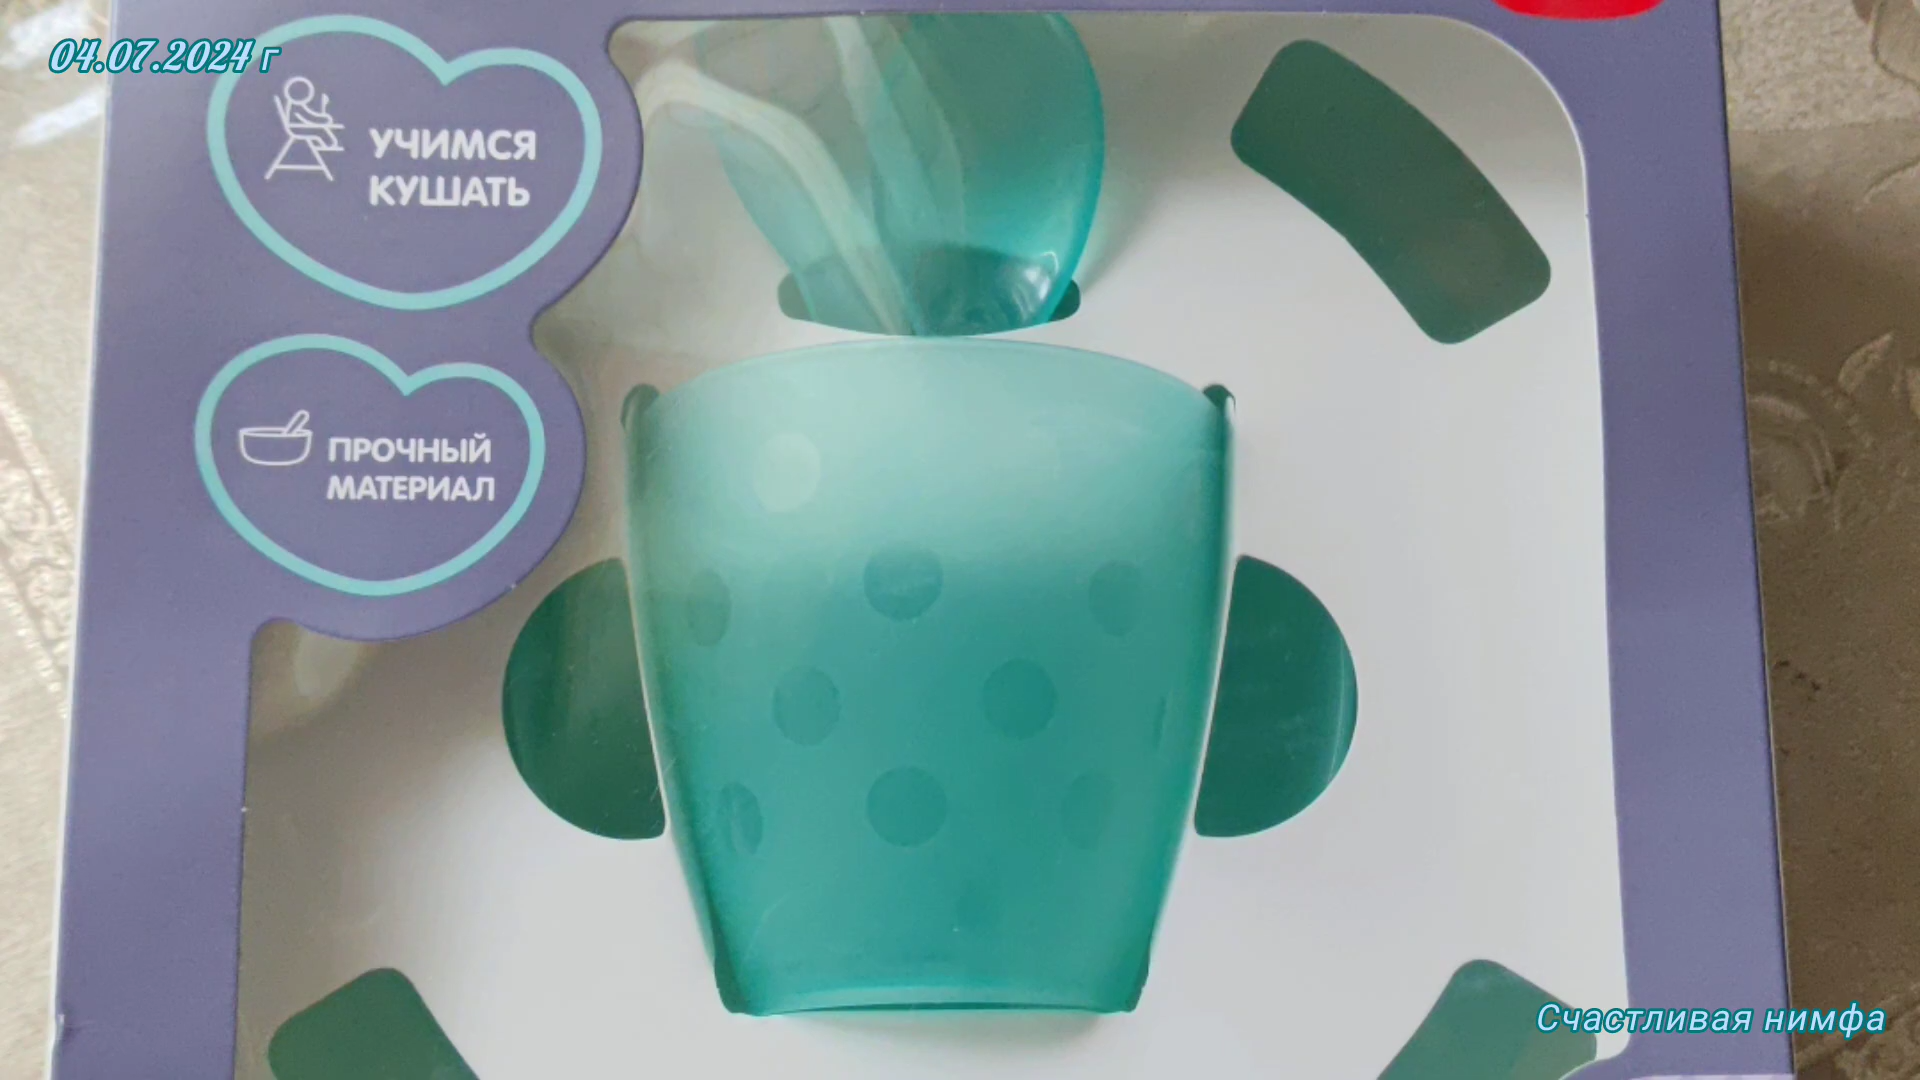 04.07.2024 г
УЧИМСЯ
КУШАТЬ
ПРОЧНЫЙ
МАТЕРИАЛ
Счастливая нимфа